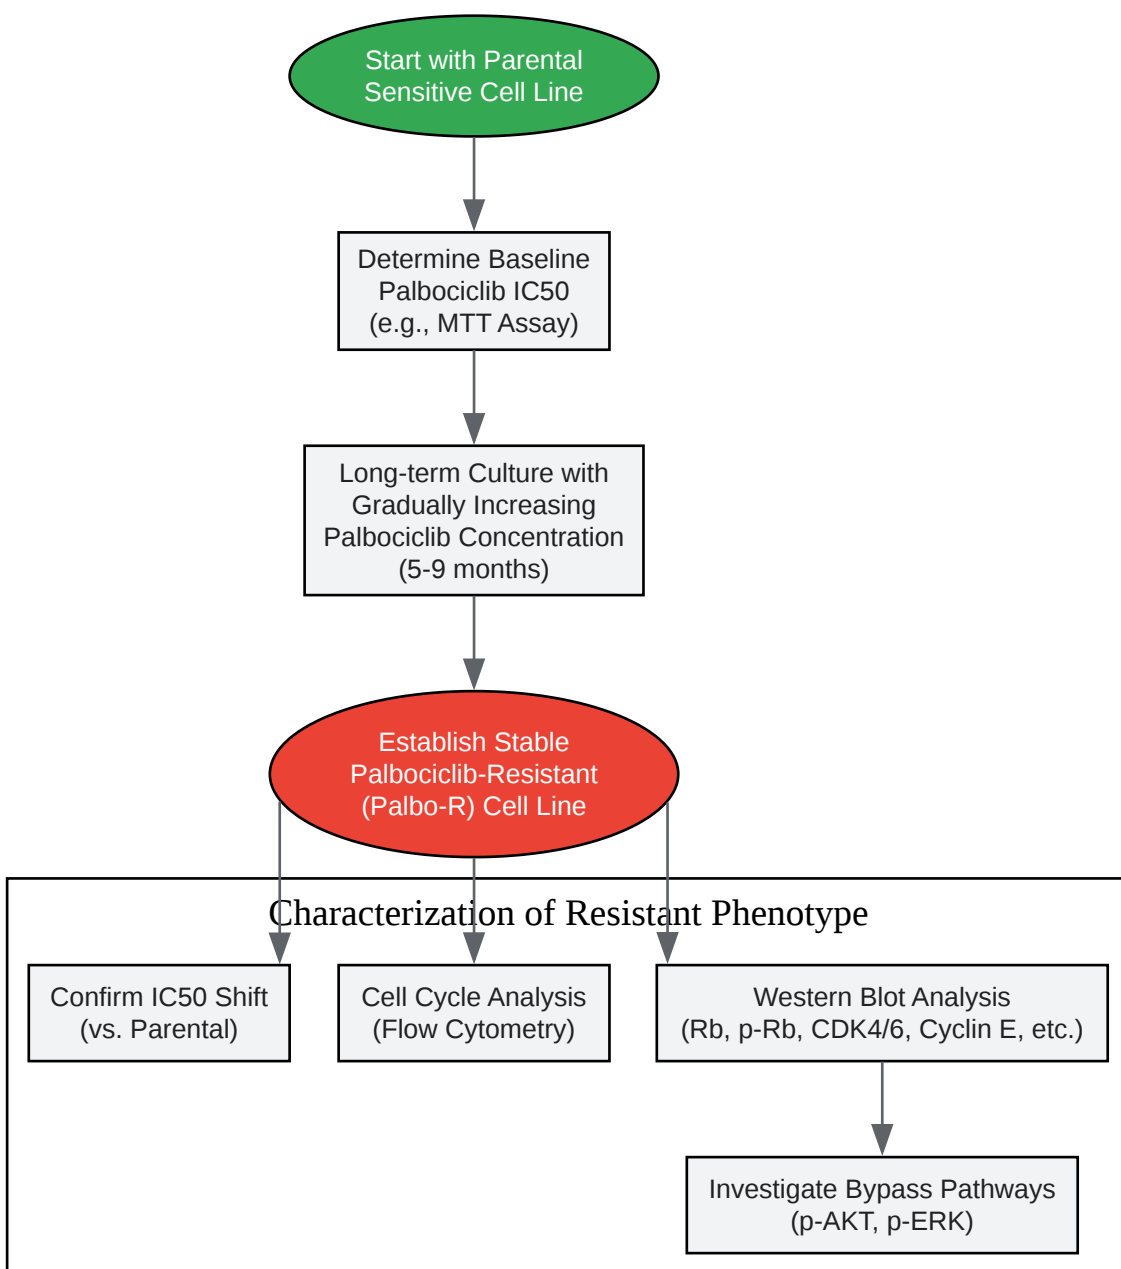 Start with Parental
Sensitive Cell Line
Determine Baseline
Palbociclib IC50
(e.g., MTT Assay)
Long-term Culture with
Gradually Increasing
Palbociclib Concentration
(5-9 months)
Establish Stable
Palbociclib-Resistant
(Palbo-R) Cell Line
Characterization of Resistant Phenotype
Confirm IC50 Shift
(vs. Parental)
Cell Cycle Analysis
(Flow Cytometry)
Western Blot Analysis
(Rb, p-Rb, CDK4/6, Cyclin E, etc.)
Investigate Bypass Pathways
(p-AKT, p-ERK)